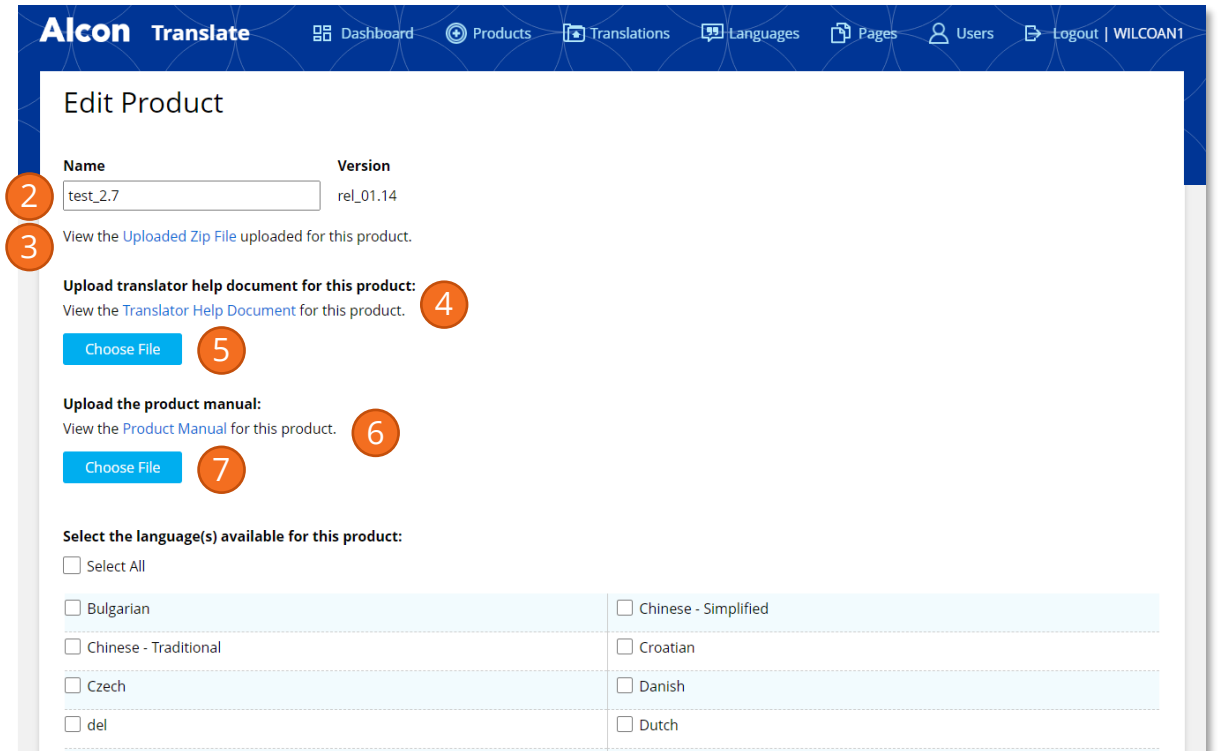 Alcon Translate Dashboard Products Translations Languages Pages Users Logout | WILCOAN1
Edit Product
Name Version
2 test_2.7 rel_01.14
3 View the Uploaded Zip File uploaded for this product.
Upload translator help document for this product:
View the Translator Help Document for this product. 4
Choose File 5
Upload the product manual:
View the Product Manual for this product. 6
Choose File 7
Select the language(s) available for this product:
Select All
Bulgarian Chinese - Simplified
Chinese - Traditional Croatian
Czech Danish
del Dutch